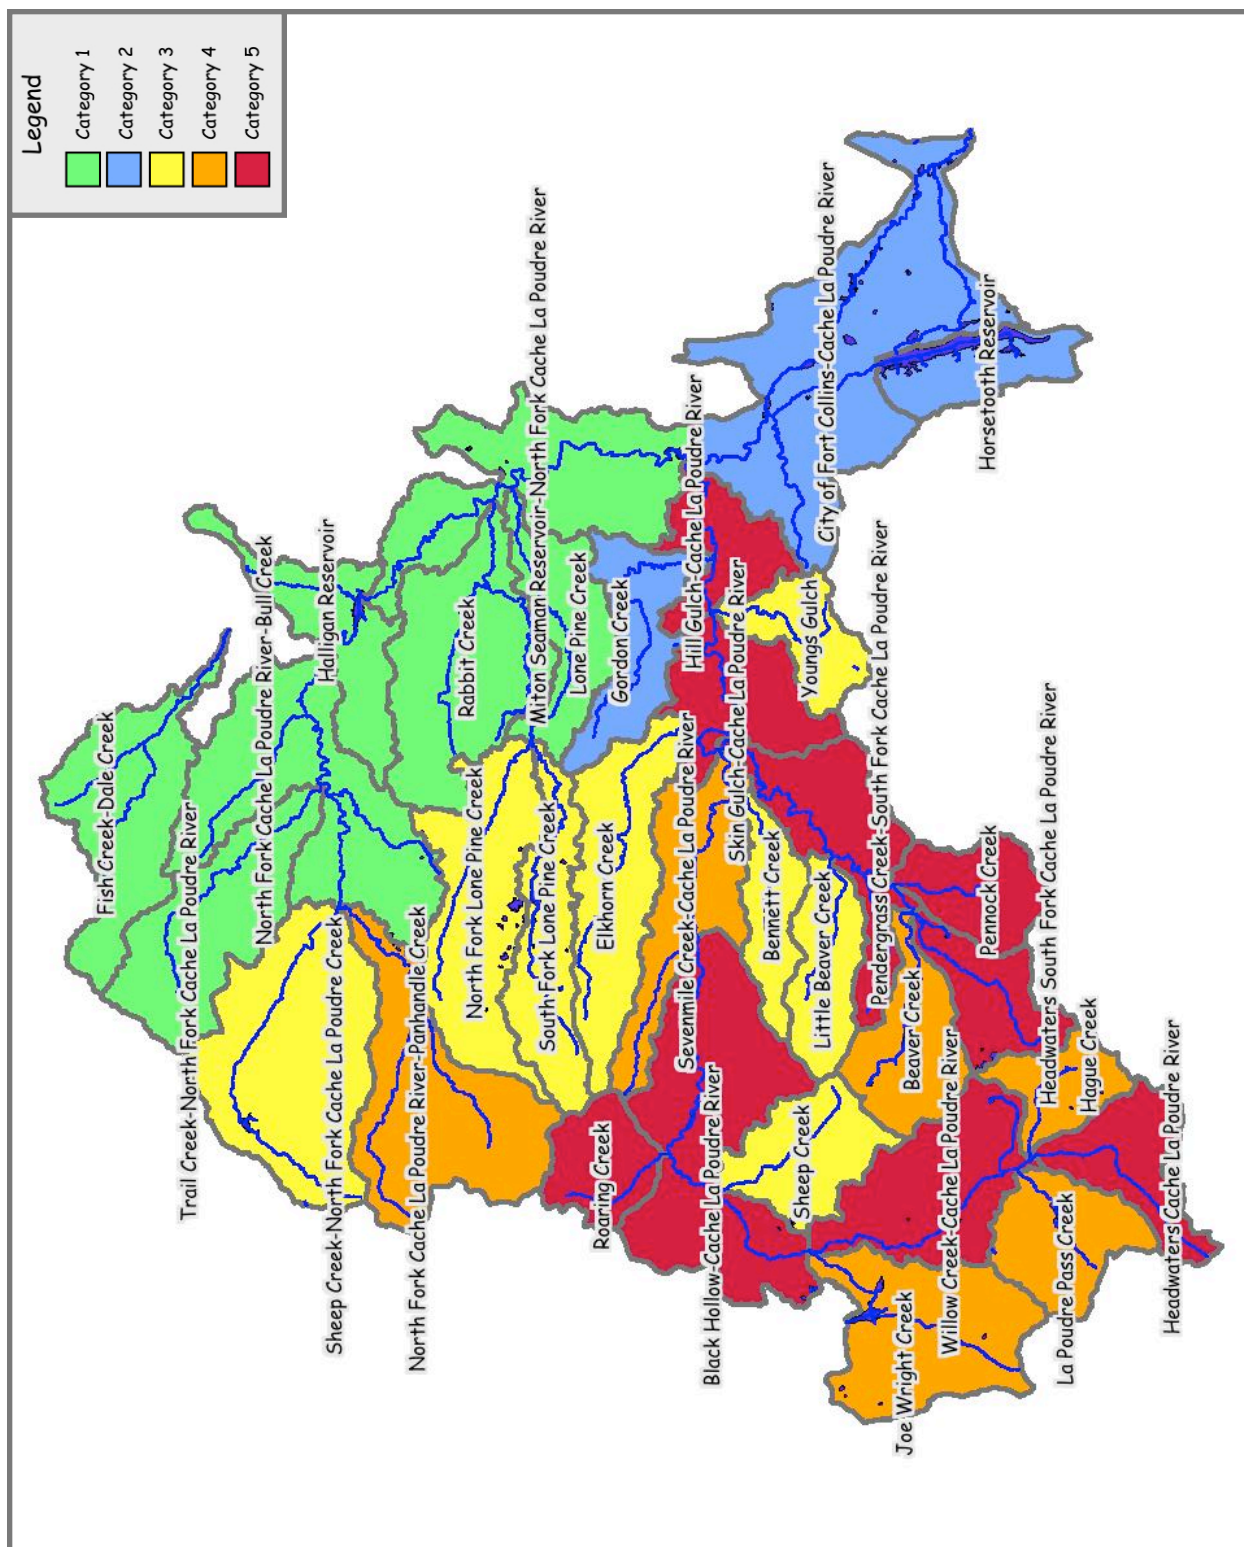 Legend
Category 1
Category 2
Category 3
Category 4
Category 5
Fish Creek-Dale Creek
Trail Creek-North Fork Cache La Poudre River
North Fork Cache La Poudre River-Bull Creek
Halligan Reservoir
Sheep Creek-North Fork Cache La Poudre Creek
North Fork Cache La Poudre River-Panhandle Creek
Rabbit Creek
North Fork Lone Pine Creek
Miton Seaman Reservoir-North Fork Cache La Poudre River
South Fork Lone Pine Creek
Lone Pine Creek
Elkhorn Creek
Gordon Creek
Roaring Creek
Sevenmile Creek-Cache La Poudre River
Hill Gulch-Cache La Poudre River
Black Hollow-Cache La Poudre River
Skin Gulch-Cache La Poudre River
Bennett Creek
Sheep Creek
Youngs Gulch
Little Beaver Creek
City of Fort Collins-Cache La Poudre River
Pendergrass Creek-South Fork Cache La Poudre River
Joe Wright Creek
Beaver Creek
Willow Creek-Cache La Poudre River
Pennock Creek
Horsetooth Reservoir
Headwaters South Fork Cache La Poudre River
La Poudre Pass Creek
Hague Creek
Headwaters Cache La Poudre River